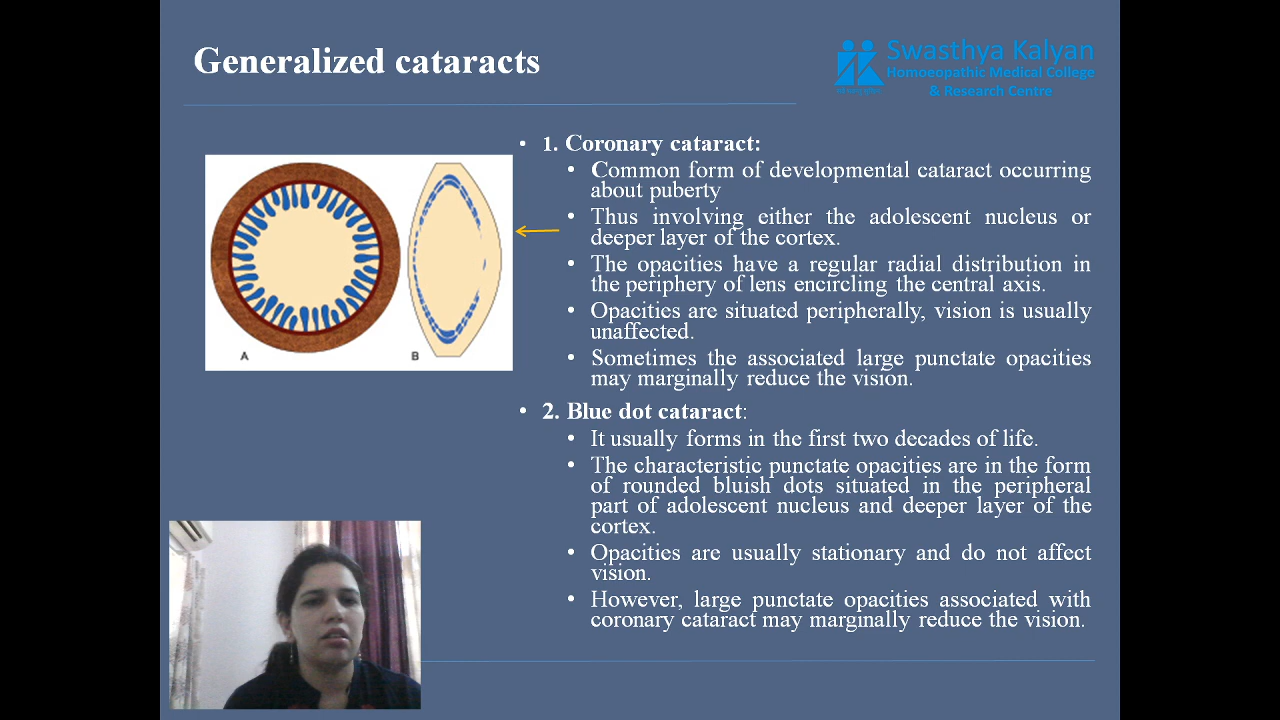 Generalized cataracts
Swasthya Kalyan
Homoeopathic Medical College
& Research Centre
• 1. Coronary cataract:
• Common form of developmental cataract occurring
about puberty
• Thus involving either the adolescent nucleus or
deeper layer of the cortex.
• The opacities have a regular radial distribution in
the periphery of lens encircling the central axis.
• Opacities are situated peripherally, vision is usually
unaffected.
• Sometimes the associated large punctate opacities
may marginally reduce the vision.
A B
• 2. Blue dot cataract:
• It usually forms in the first two decades of life.
• The characteristic punctate opacities are in the form
of rounded bluish dots situated in the peripheral
part of adolescent nucleus and deeper layer of the
cortex.
• Opacities are usually stationary and do not affect
vision.
• However, large punctate opacities associated with
coronary cataract may marginally reduce the vision.